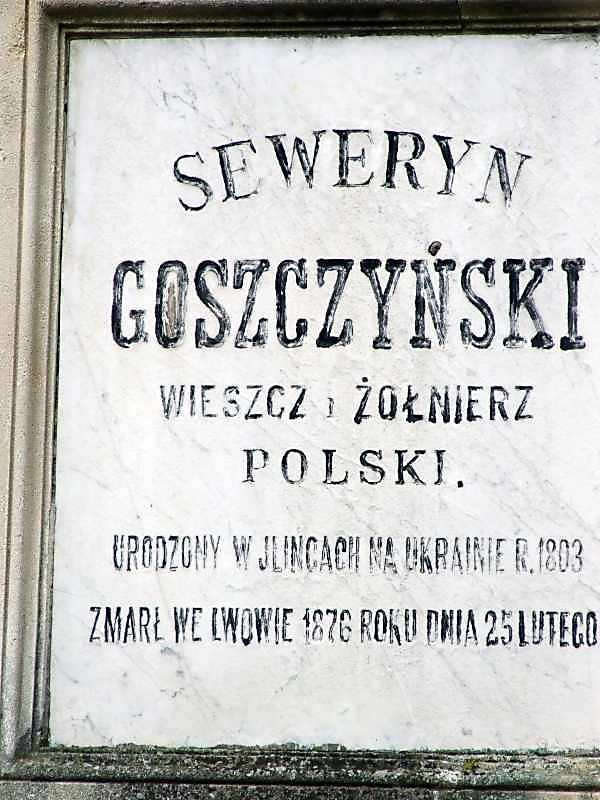 SEWERYN
GOSZCZYŃSKI
WIESZCZ i ŻOŁNIERZ
POLSKI.
URODZONY W JLINCACH NA UKRAINIE R. 1803
ZMARŁ WE LWOWIE 1876 ROKU DNIA 25 LUTEGO